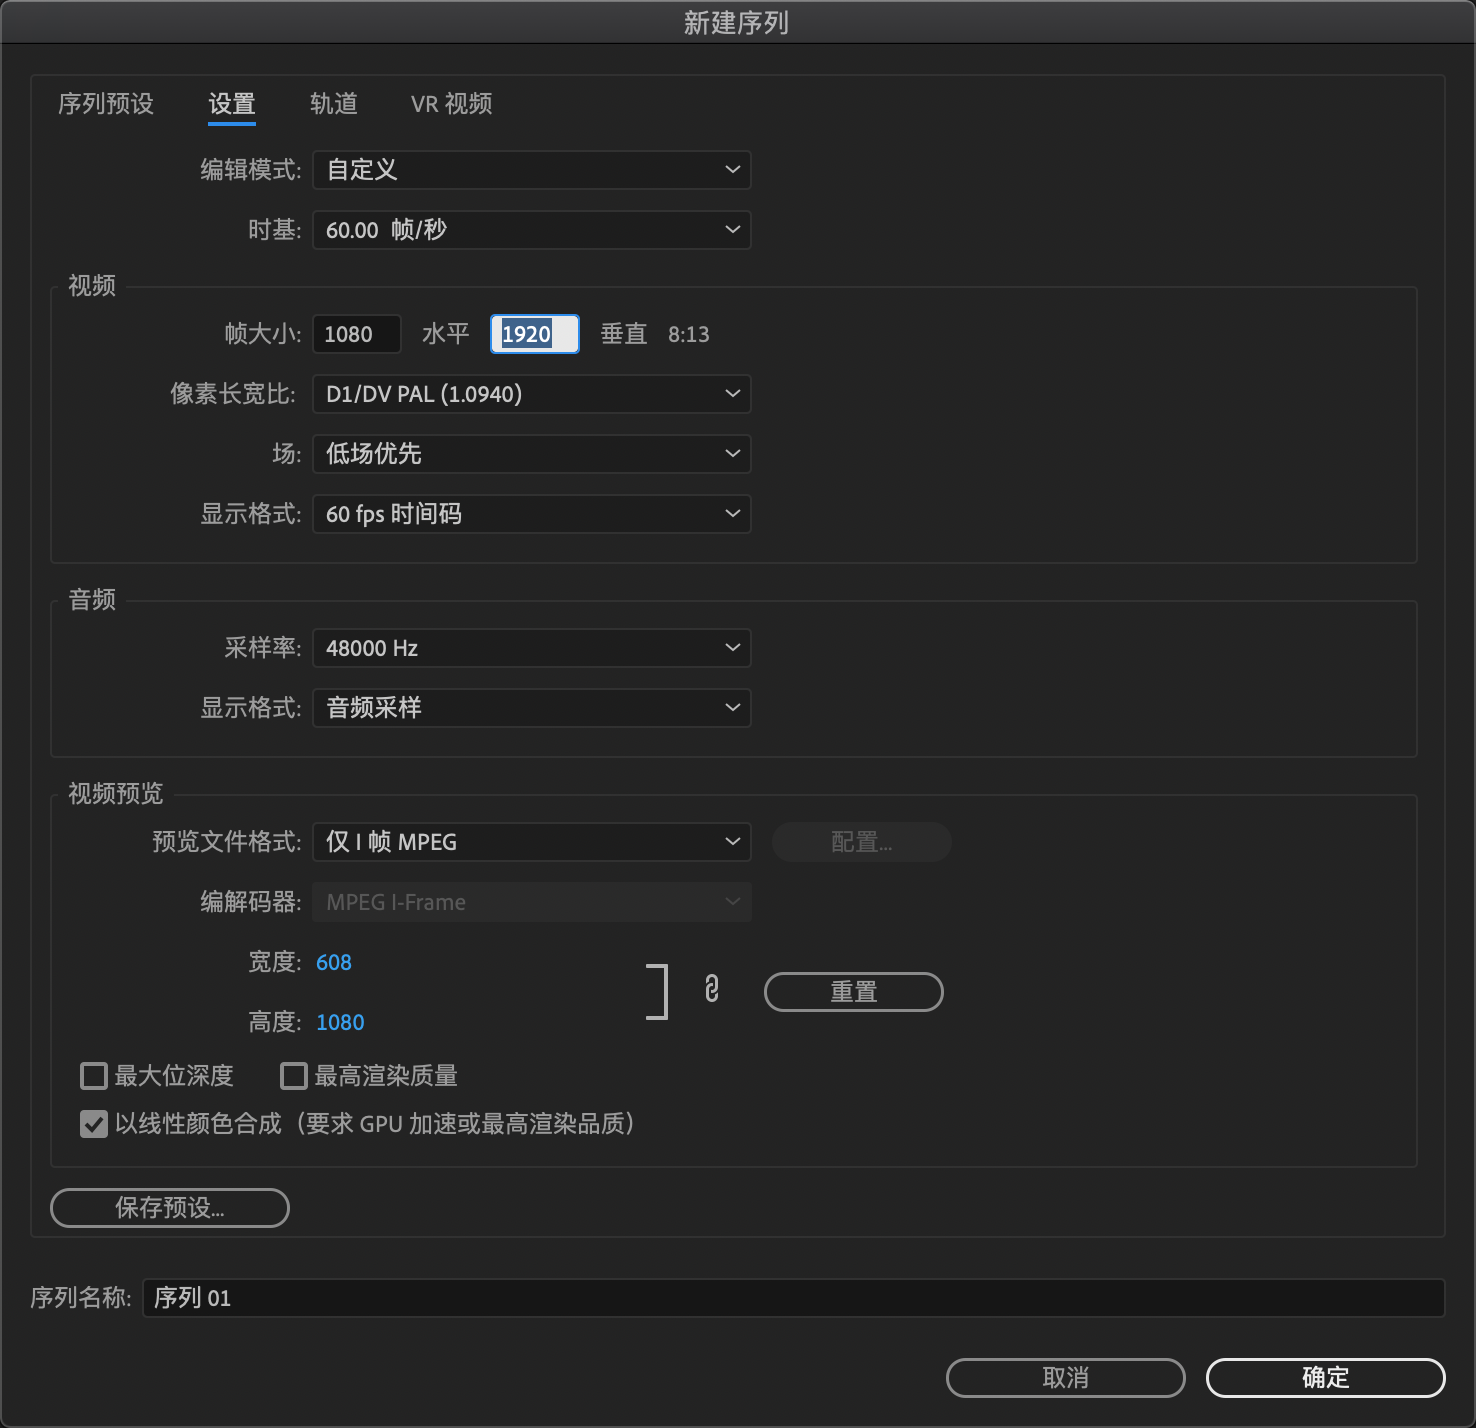 新建序列
序列预设 设置 轨道 VR 视频
编辑模式: 自定义
时基: 60.00 帧/秒
视频
帧大小: 1080 水平 1920 垂直 8:13
像素长宽比: D1/DV PAL (1.0940)
场: 低场优先
显示格式: 60 fps 时间码
音频
采样率: 48000 Hz
显示格式: 音频采样
视频预览
预览文件格式: 仅 I 帧 MPEG 配置...
编解码器: MPEG I-Frame
宽度: 608
重置
高度: 1080
最大位深度 最高渲染质量
以线性颜色合成（要求 GPU 加速或最高渲染品质）
保存预设...
序列名称: 序列 01
取消 确定